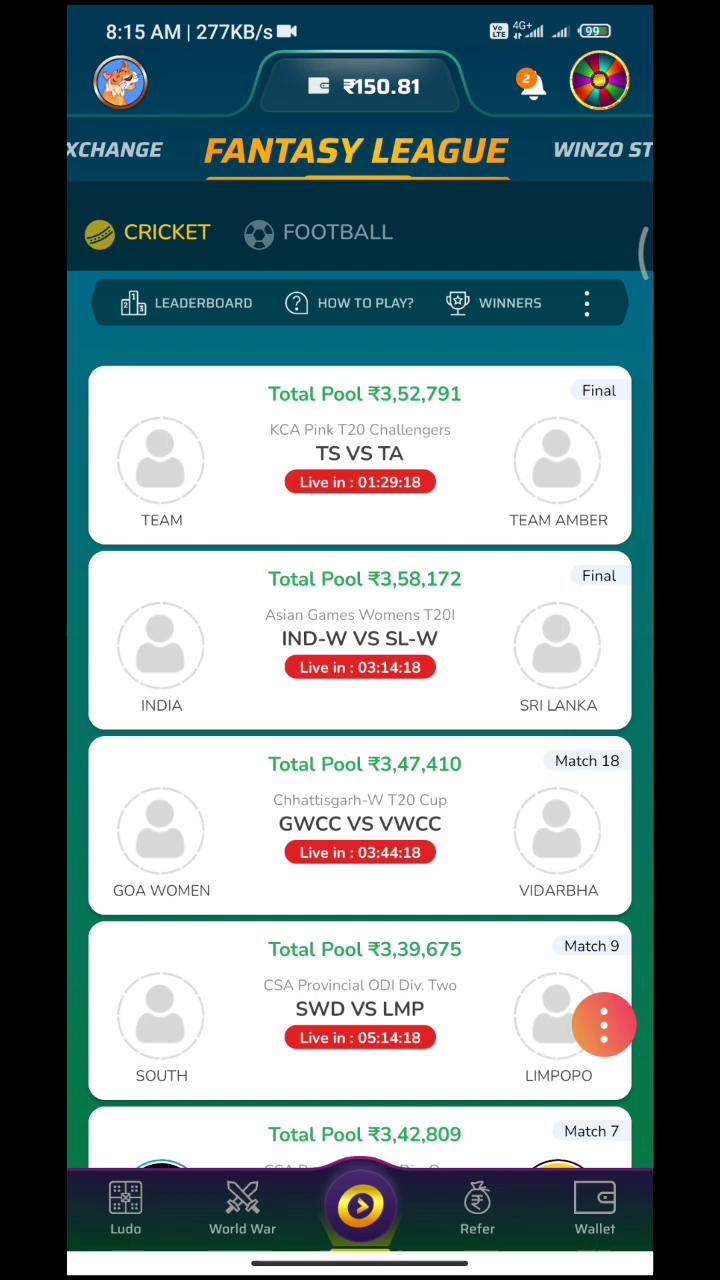 8:15 AM | 277KB/s
Vo LTE 4G+ 99
₹150.81
2
XCHANGE FANTASY LEAGUE WINZO ST
CRICKET FOOTBALL
LEADERBOARD HOW TO PLAY? WINNERS
Total Pool ₹3,52,791
Final
KCA Pink T20 Challengers
TS VS TA
Live in : 01:29:18
TEAM TEAM AMBER
Total Pool ₹3,58,172
Final
Asian Games Womens T20I
IND-W VS SL-W
Live in : 03:14:18
INDIA SRI LANKA
Total Pool ₹3,47,410
Match 18
Chhattisgarh-W T20 Cup
GWCC VS VWCC
Live in : 03:44:18
GOA WOMEN VIDARBHA
Total Pool ₹3,39,675
Match 9
CSA Provincial ODI Div. Two
SWD VS LMP
Live in : 05:14:18
SOUTH LIMPOPO
Total Pool ₹3,42,809
Match 7
Ludo World War Refer Wallet